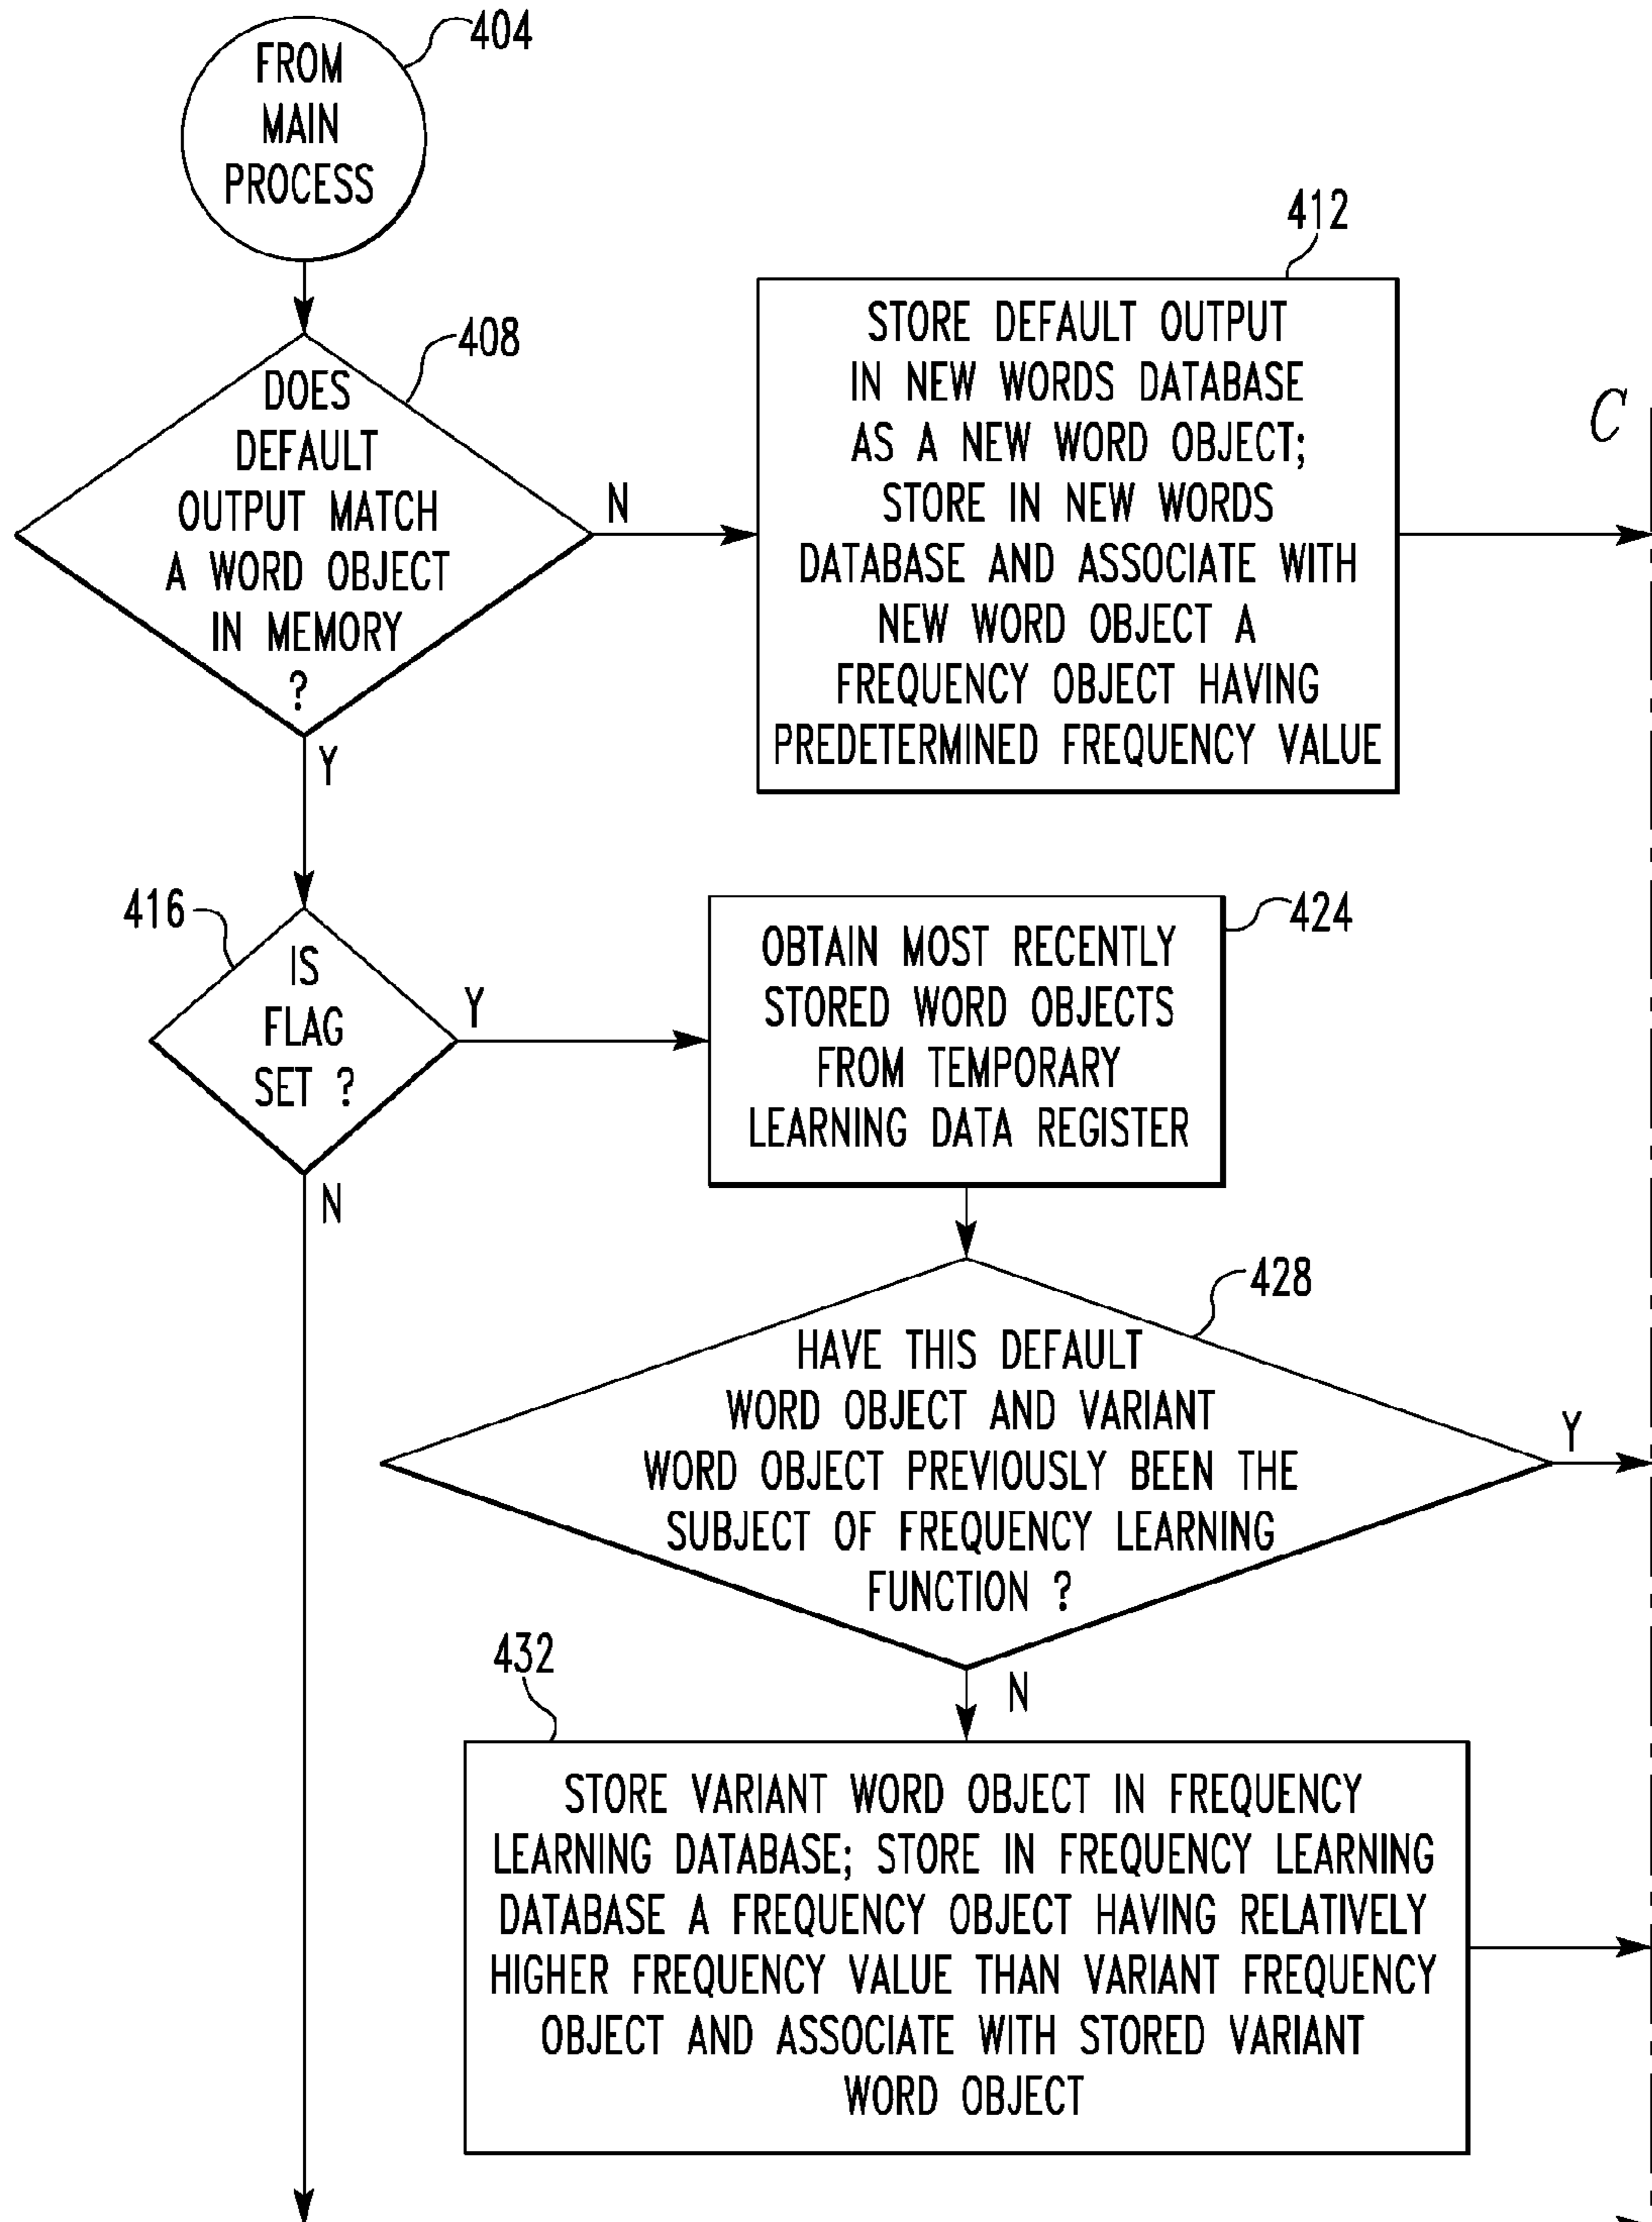 404
FROM
MAIN
PROCESS
408
DOES
DEFAULT
OUTPUT MATCH
A WORD OBJECT
IN MEMORY
?
N
Y
412
STORE DEFAULT OUTPUT
IN NEW WORDS DATABASE
AS A NEW WORD OBJECT;
STORE IN NEW WORDS
DATABASE AND ASSOCIATE WITH
NEW WORD OBJECT A
FREQUENCY OBJECT HAVING
PREDETERMINED FREQUENCY VALUE
C
416
IS
FLAG
SET ?
Y
N
424
OBTAIN MOST RECENTLY
STORED WORD OBJECTS
FROM TEMPORARY
LEARNING DATA REGISTER
428
HAVE THIS DEFAULT
WORD OBJECT AND VARIANT
WORD OBJECT PREVIOUSLY BEEN THE
SUBJECT OF FREQUENCY LEARNING
FUNCTION ?
Y
N
432
STORE VARIANT WORD OBJECT IN FREQUENCY
LEARNING DATABASE; STORE IN FREQUENCY LEARNING
DATABASE A FREQUENCY OBJECT HAVING RELATIVELY
HIGHER FREQUENCY VALUE THAN VARIANT FREQUENCY
OBJECT AND ASSOCIATE WITH STORED VARIANT
WORD OBJECT